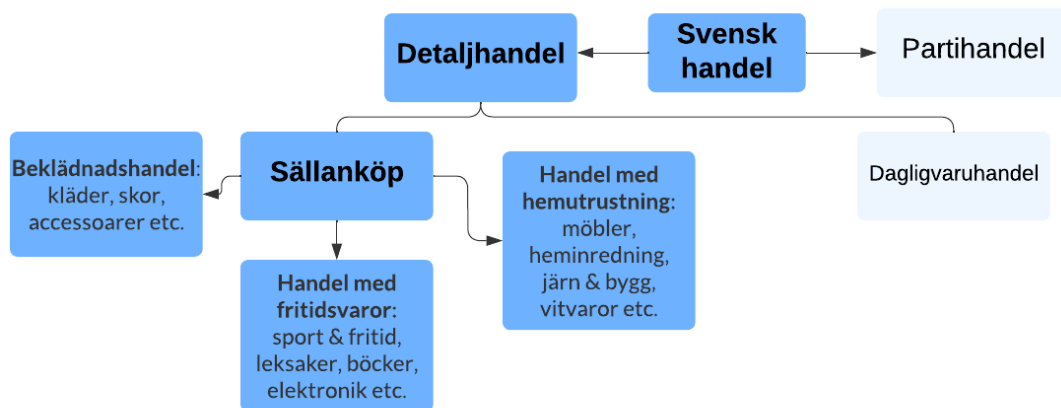 Svensk
handel
Detaljhandel
Partihandel
Sällanköp
Dagligvaruhandel
Beklädnadshandel:
kläder, skor,
accessoarer etc.
Handel med
fritidsvaror:
sport & fritid,
leksaker, böcker,
elektronik etc.
Handel med
hemutrustning:
möbler,
heminredning,
järn & bygg,
vitvaror etc.